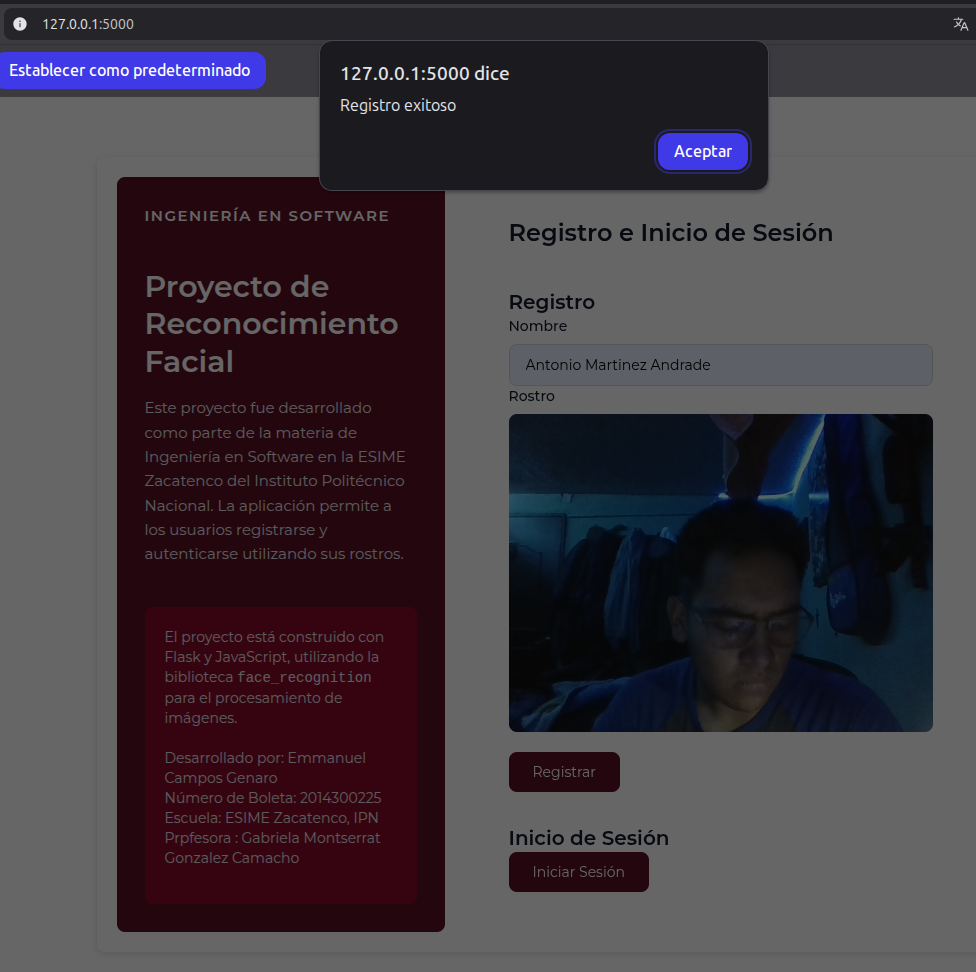 127.0.0.1:5000
Establecer como predeterminado
127.0.0.1:5000 dice
Registro exitoso
Aceptar
INGENIERÍA EN SOFTWARE
Proyecto de
Reconocimiento
Facial
Este proyecto fue desarrollado
como parte de la materia de
Ingeniería en Software en la ESIME
Zacatenco del Instituto Politécnico
Nacional. La aplicación permite a
los usuarios registrarse y
autenticarse utilizando sus rostros.
El proyecto está construido con
Flask y JavaScript, utilizando la
biblioteca face_recognition
para el procesamiento de
imágenes.
Desarrollado por: Emmanuel
Campos Genaro
Número de Boleta: 2014300225
Escuela: ESIME Zacatenco, IPN
Prpfesora : Gabriela Montserrat
Gonzalez Camacho
Registro e Inicio de Sesión
Registro
Nombre
Antonio Martinez Andrade
Rostro
Registrar
Inicio de Sesión
Iniciar Sesión